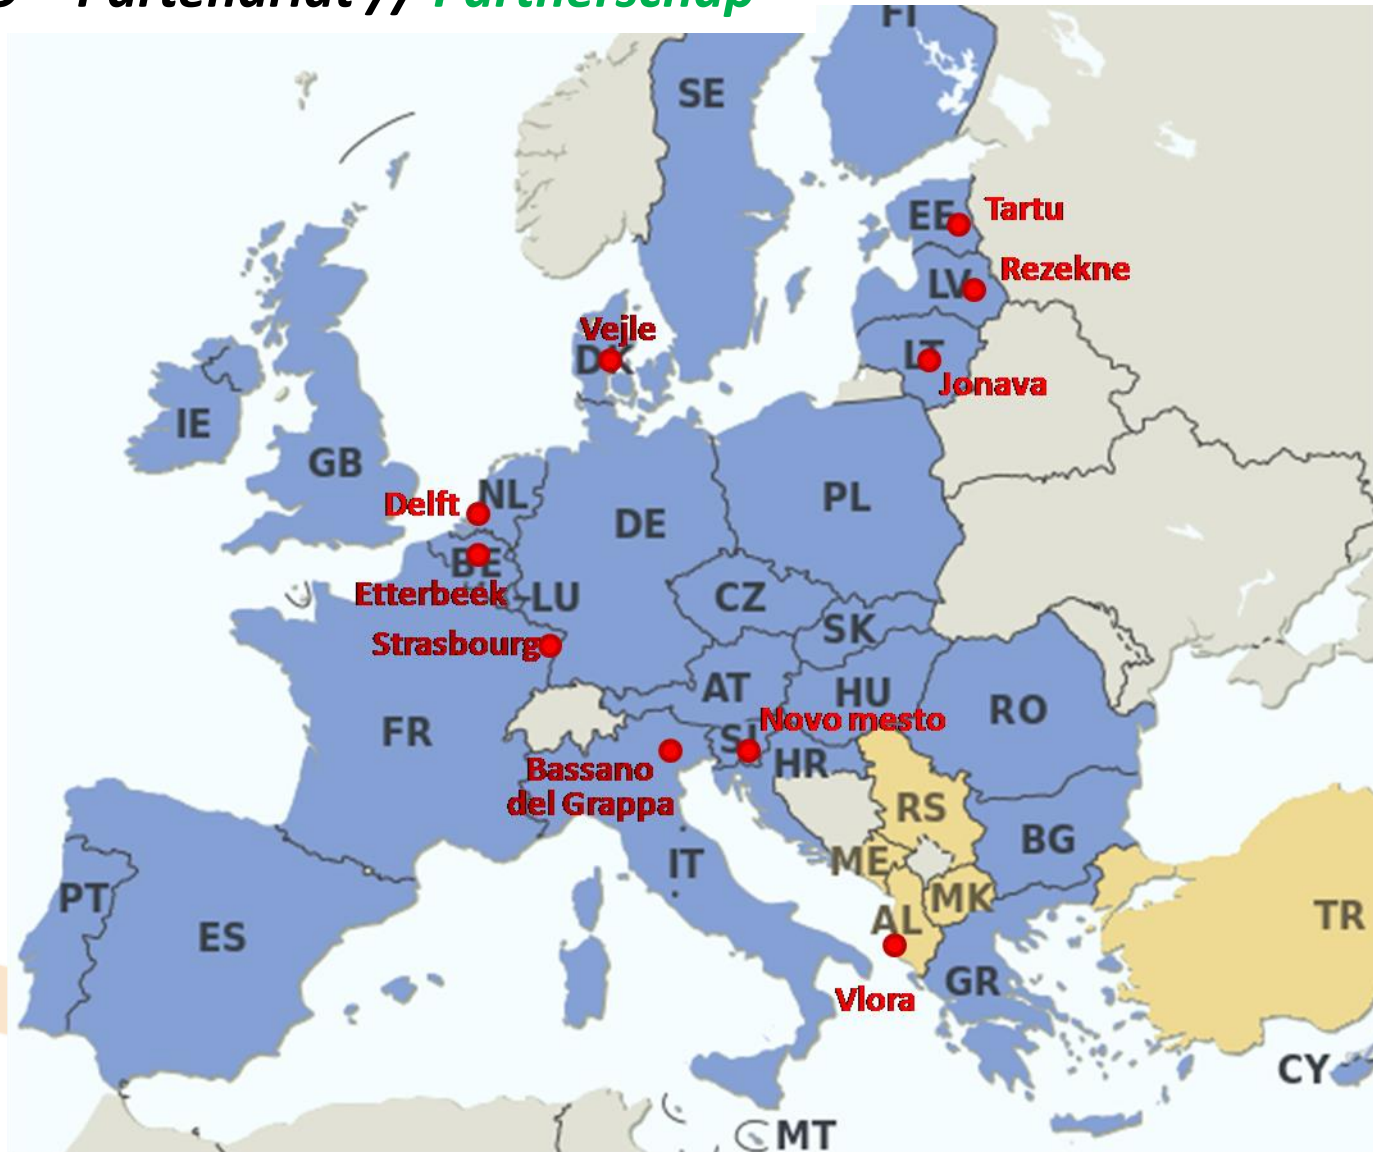 Partenariat // Partnerschap
FI
SE
EE
Tartu
LV
Rezekne
Vejle
DK
LT
Jonava
IE
GB
Delft
NL
DE
PL
BE
Etterbeek
LU
CZ
SK
Strasbourg
AT
HU
RO
FR
Novo mesto
SI
HR
Bassano
del Grappa
RS
BG
IT
ME
MK
PT
AL
TR
ES
GR
Vlora
CY
MT